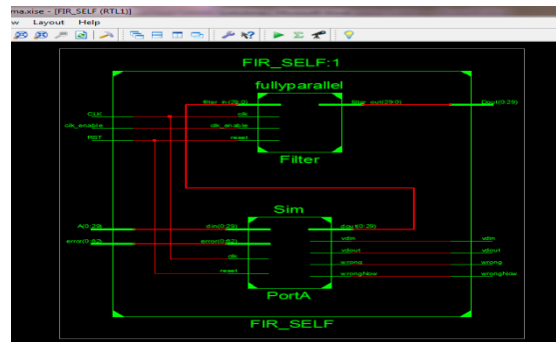 ma.xise - [FIR_SELF (RTL1)]
w Layout Help
FIR_SELF:1
fullyparallel
filter_in(29:0) filter_out(29:0) Dout(0:29)
CLK clk
clk_enable clk_enable
RST reset
Filter
Sim
A(0:29) din(0:29) dout(0:29)
error(0:62) error(0:62) vdin vdin
vdout vdout
clk wrong wrong
reset wrongNow wrongNow
PortA
FIR_SELF